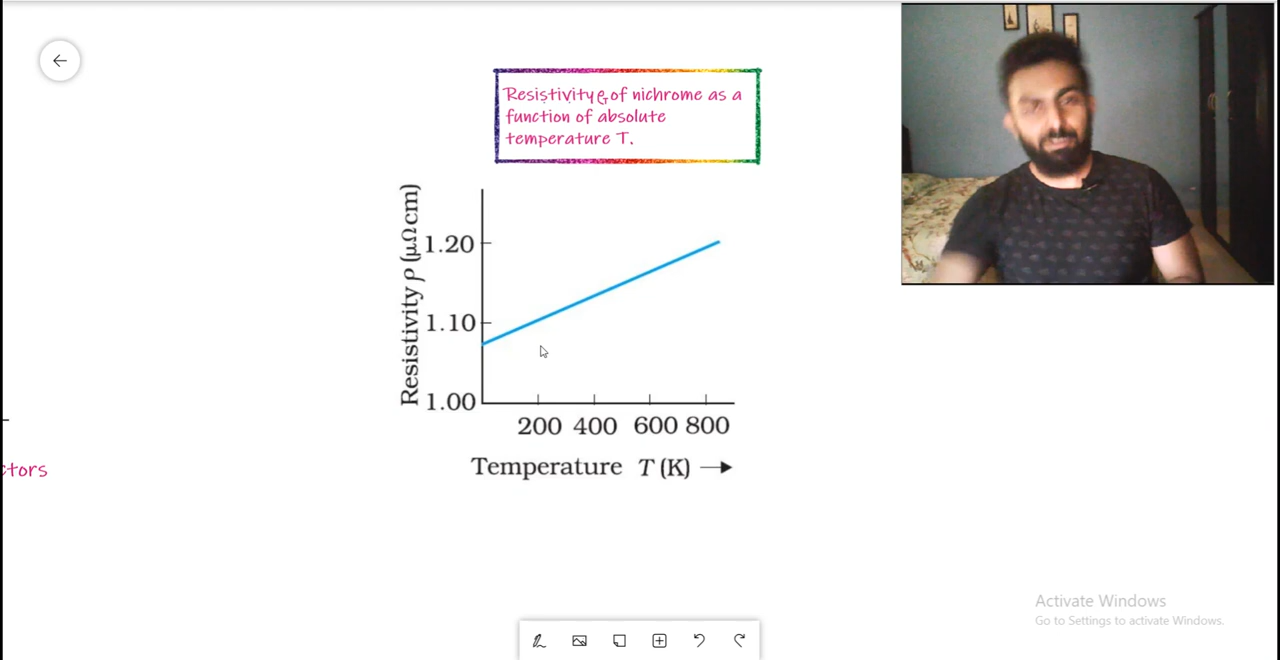 Resistivity ρ of nichrome as a
function of absolute
temperature T.
Resistivity ρ (μΩ cm)
1.20
1.10
1.00
200 400 600 800
Temperature T (K)
ctors
Activate Windows
Go to Settings to activate Windows.